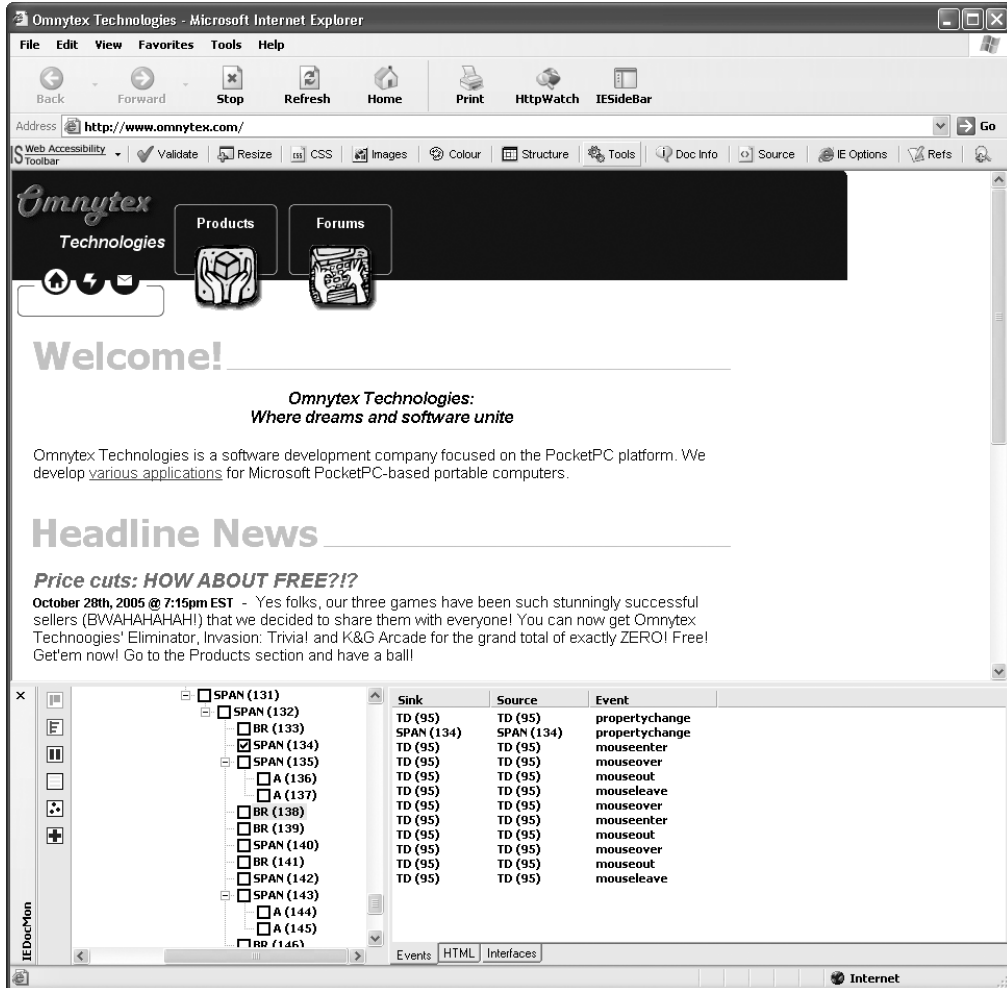 Omnytex Technologies - Microsoft Internet Explorer
File Edit View Favorites Tools Help
Back Forward Stop Refresh Home Print HttpWatch IESideBar
Address http://www.omnytex.com/ Go
Web Accessibility Toolbar Validate Resize CSS Images Colour Structure Tools Doc Info Source IE Options Refs
Omnytex
Technologies
Products Forums
Welcome!
Omnytex Technologies:
Where dreams and software unite
Omnytex Technologies is a software development company focused on the PocketPC platform. We
develop various applications for Microsoft PocketPC-based portable computers.
Headline News
Price cuts: HOW ABOUT FREE?!?
October 28th, 2005 @ 7:15pm EST - Yes folks, our three games have been such stunningly successful
sellers (BWAHAHAHAH!) that we decided to share them with everyone! You can now get Omnytex
Technoogies' Eliminator, Invasion: Trivia! and K&G Arcade for the grand total of exactly ZERO! Free!
Get'em now! Go to the Products section and have a ball!
IEDocMon
SPAN (131)
SPAN (132)
BR (133)
SPAN (134)
SPAN (135)
A (136)
A (137)
BR (138)
BR (139)
SPAN (140)
BR (141)
SPAN (142)
SPAN (143)
A (144)
A (145)
BR (146)
Sink Source Event
TD (95) TD (95) propertychange
SPAN (134) SPAN (134) propertychange
TD (95) TD (95) mouseenter
TD (95) TD (95) mouseover
TD (95) TD (95) mouseout
TD (95) TD (95) mouseleave
TD (95) TD (95) mouseover
TD (95) TD (95) mouseenter
TD (95) TD (95) mouseout
TD (95) TD (95) mouseover
TD (95) TD (95) mouseout
TD (95) TD (95) mouseleave
Events HTML Interfaces
Internet